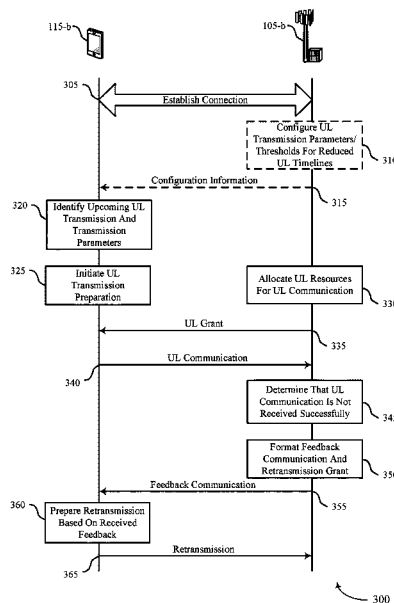 115-b
105-b
305
Establish Connection
Configure UL
Transmission Parameters/
Thresholds For Reduced
UL Timelines
310
Configuration Information
315
320
Identify Upcoming UL
Transmission And
Transmission
Parameters
325
Initiate UL
Transmission
Preparation
Allocate UL Resources
For UL Communication
330
UL Grant
335
UL Communication
340
Determine That UL
Communication Is Not
Received Successfully
345
Format Feedback
Communication And
Retransmission Grant
350
Feedback Communication
355
360
Prepare Retransmission
Based On Received
Feedback
Retransmission
365
300